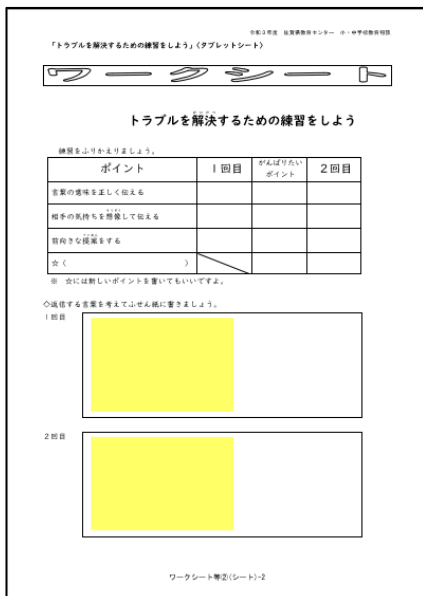 令和3年度 佐賀県教育センター 小・中学校教育相談
「トラブルを解決するための練習をしよう」（タブレットシート）
ワークシート
トラブルを解決するための練習をしよう
練習をふりかえりましょう。
ポイント 1回目 がんばりたいポイント 2回目
言葉の意味を正しく伝える
相手の気持ちを想像して伝える
前向きな提案をする
☆（ ）
※ ☆には新しいポイントを書いてもいいですよ。
◇返信する言葉を考えてふせん紙に書きましょう。
1回目
2回目
ワークシート等②(シート)-2